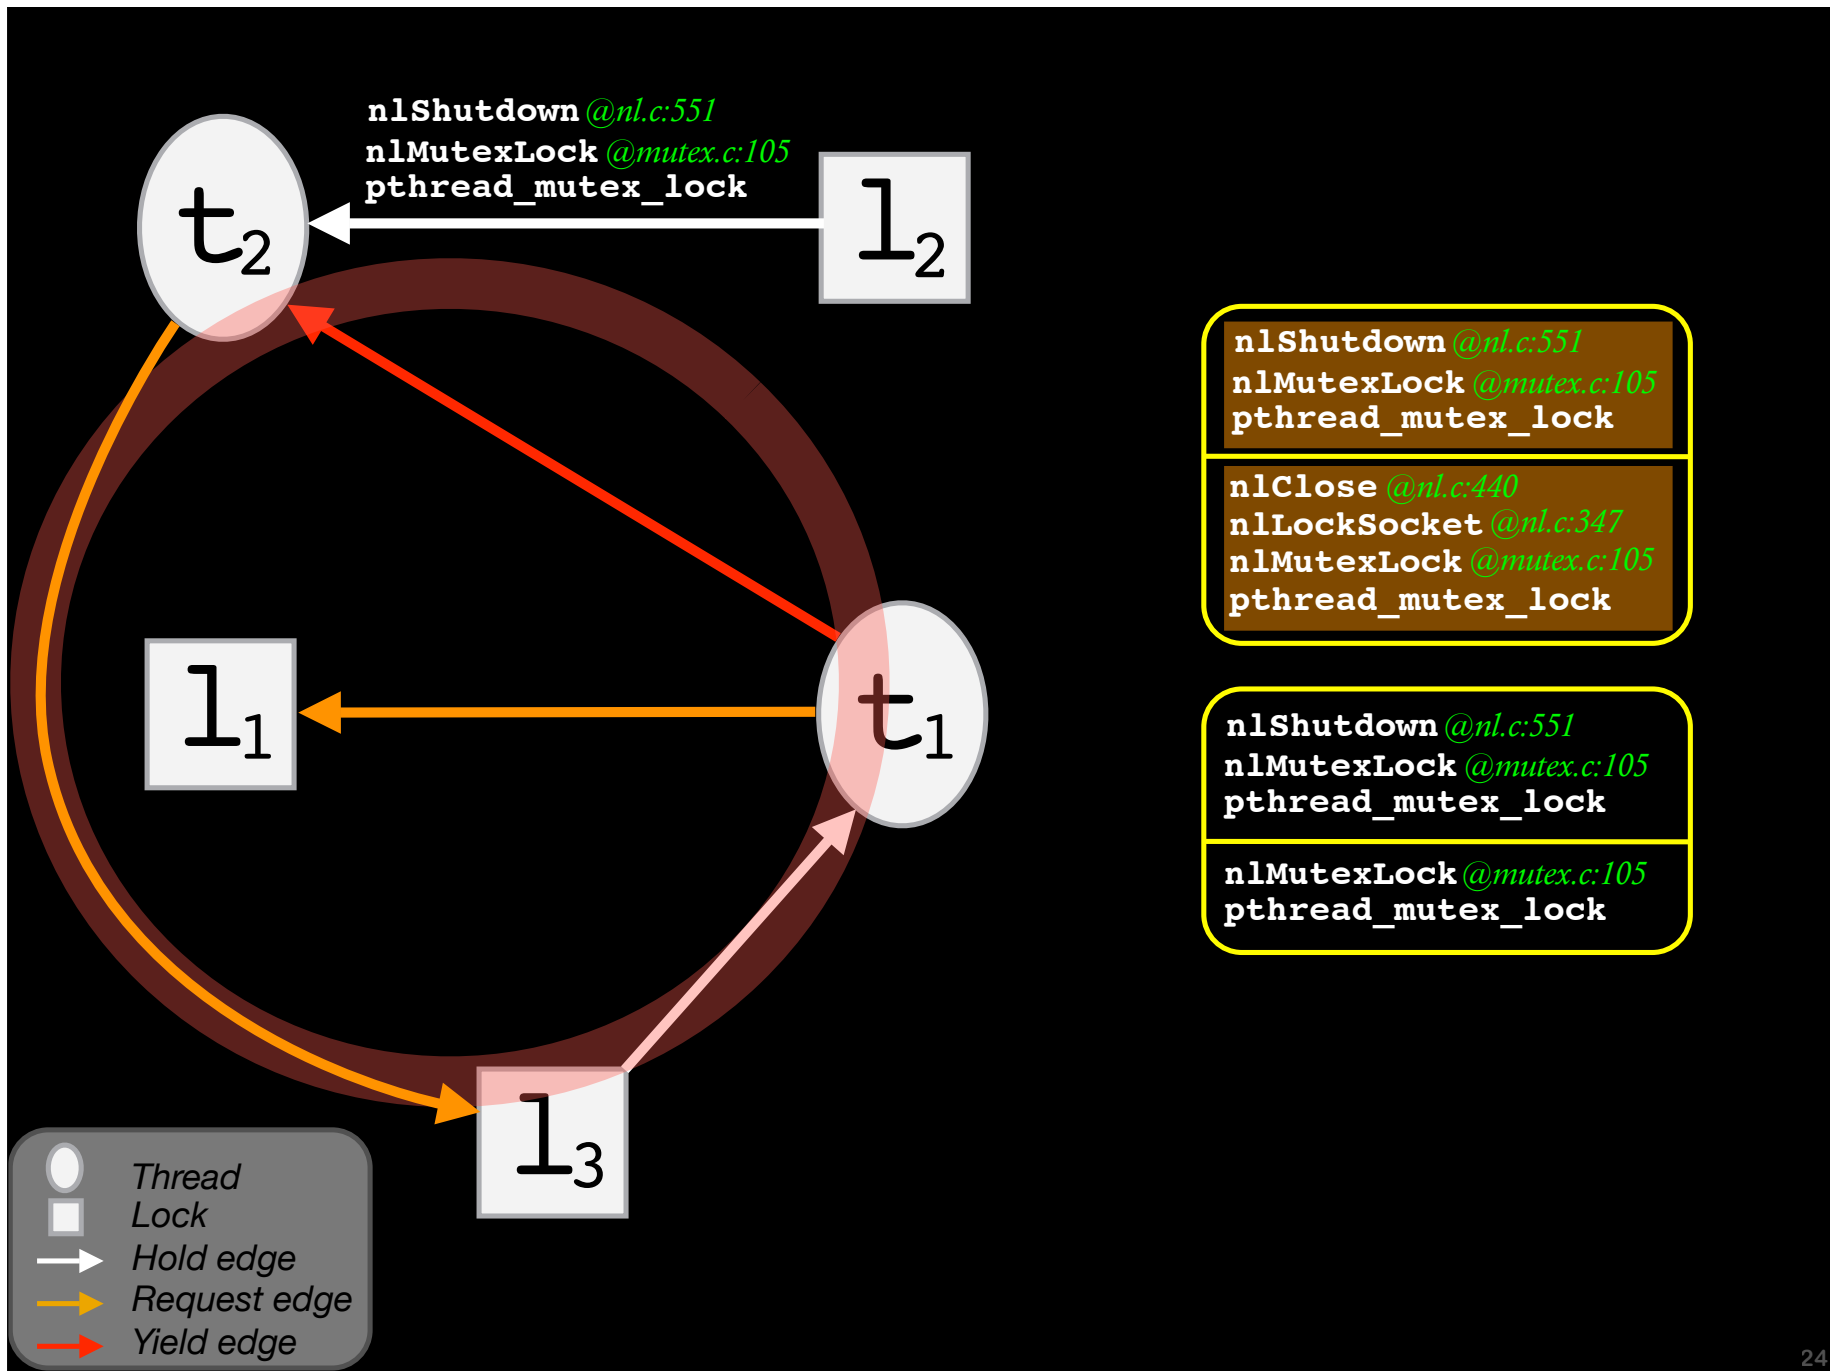 nlShutdown @nl.c:551
nlMutexLock @mutex.c:105
pthread_mutex_lock
t2
l2
l1
t1
l3
nlShutdown @nl.c:551
nlMutexLock @mutex.c:105
pthread_mutex_lock
nlClose @nl.c:440
nlLockSocket @nl.c:347
nlMutexLock @mutex.c:105
pthread_mutex_lock
nlShutdown @nl.c:551
nlMutexLock @mutex.c:105
pthread_mutex_lock
nlMutexLock @mutex.c:105
pthread_mutex_lock
Thread
Lock
Hold edge
Request edge
Yield edge
24